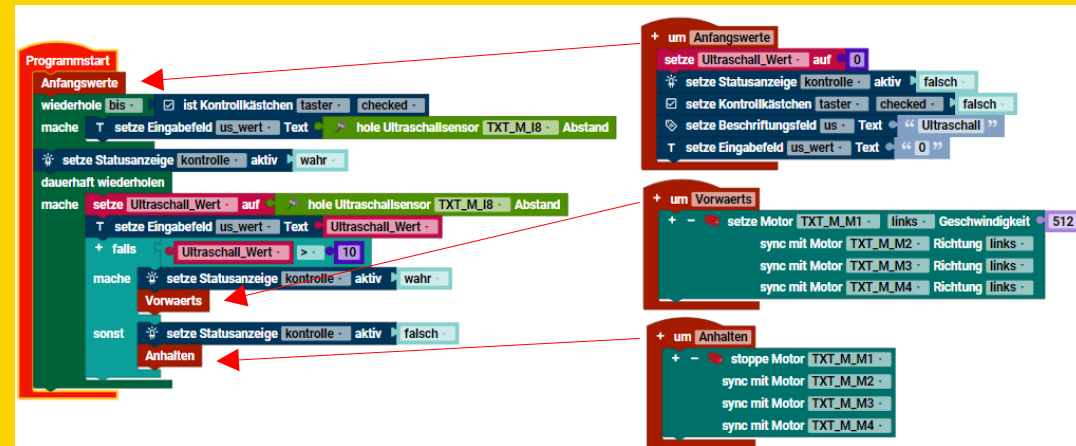 Programmstart
Anfangswerte
wiederhole bis ist Kontrollkästchen taster checked
mache T setze Eingabefeld us_wert Text hole Ultraschallsensor TXT_M_I8 Abstand
setze Statusanzeige kontrolle aktiv wahr
dauerhaft wiederholen
mache setze Ultraschall_Wert auf hole Ultraschallsensor TXT_M_I8 Abstand
T setze Eingabefeld us_wert Text Ultraschall_Wert
+ falls Ultraschall_Wert > 10
mache setze Statusanzeige kontrolle aktiv wahr
Vorwaerts
sonst setze Statusanzeige kontrolle aktiv falsch
Anhalten
+ um Anfangswerte
setze Ultraschall_Wert auf 0
setze Statusanzeige kontrolle aktiv falsch
setze Kontrollkästchen taster checked falsch
setze Beschriftungsfeld us Text “ Ultraschall ”
T setze Eingabefeld us_wert Text “ 0 ”
+ um Vorwaerts
+ − setze Motor TXT_M_M1 links Geschwindigkeit 512
sync mit Motor TXT_M_M2 Richtung links
sync mit Motor TXT_M_M3 Richtung links
sync mit Motor TXT_M_M4 Richtung links
+ um Anhalten
+ − stoppe Motor TXT_M_M1
sync mit Motor TXT_M_M2
sync mit Motor TXT_M_M3
sync mit Motor TXT_M_M4